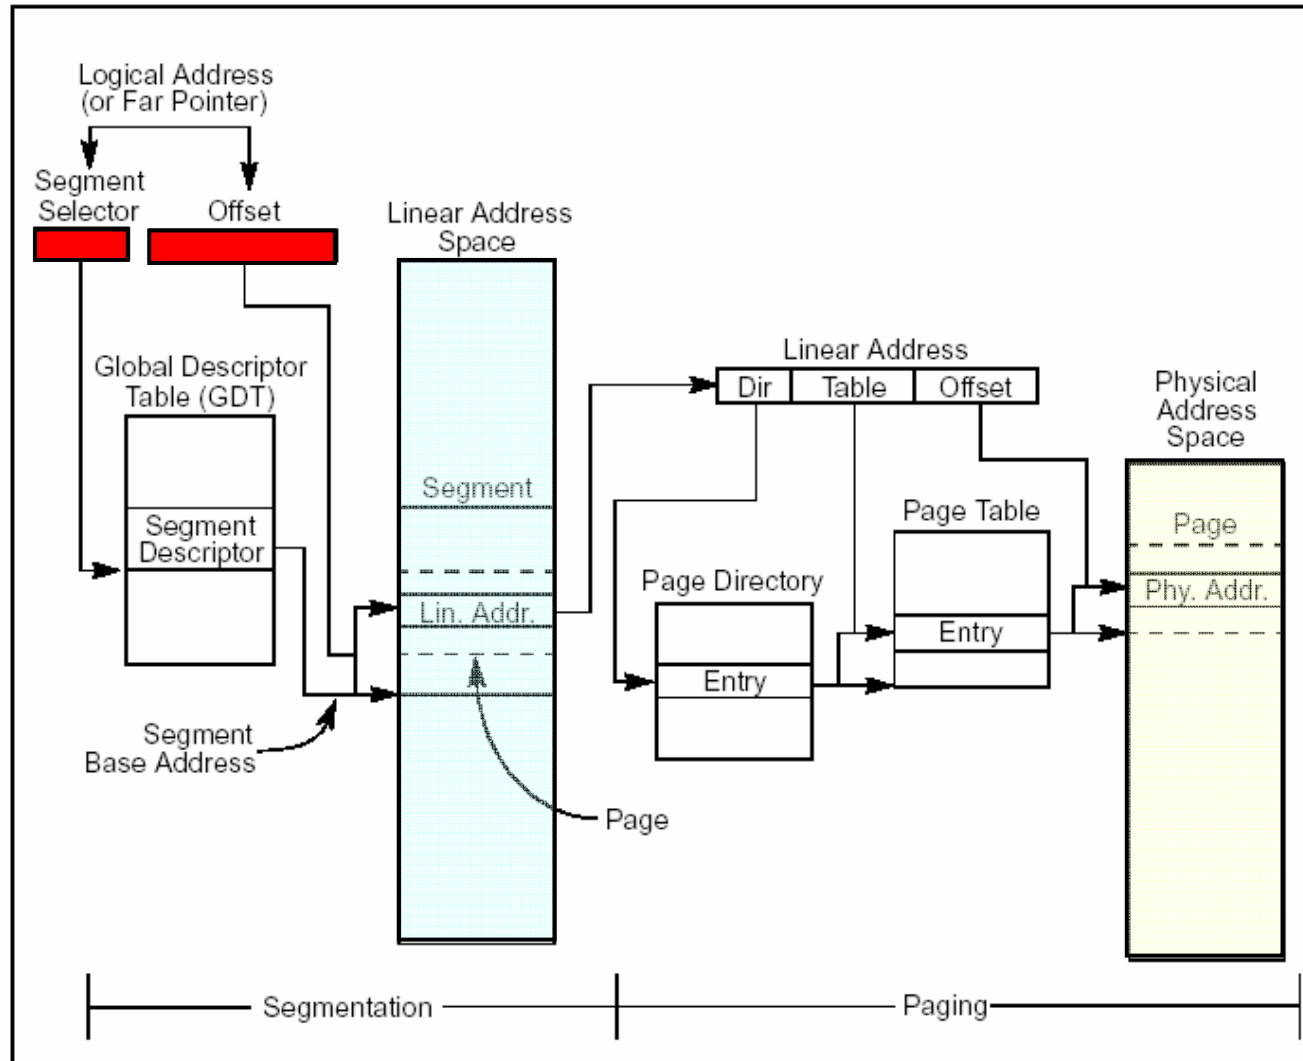 Logical Address
(or Far Pointer)
Segment
Selector
Offset
Linear Address
Space
Global Descriptor
Table (GDT)
Segment
Descriptor
Segment
Lin. Addr.
Segment
Base Address
Page
Linear Address
Dir
Table
Offset
Page Directory
Entry
Page Table
Entry
Physical
Address
Space
Page
Phy. Addr.
Segmentation
Paging